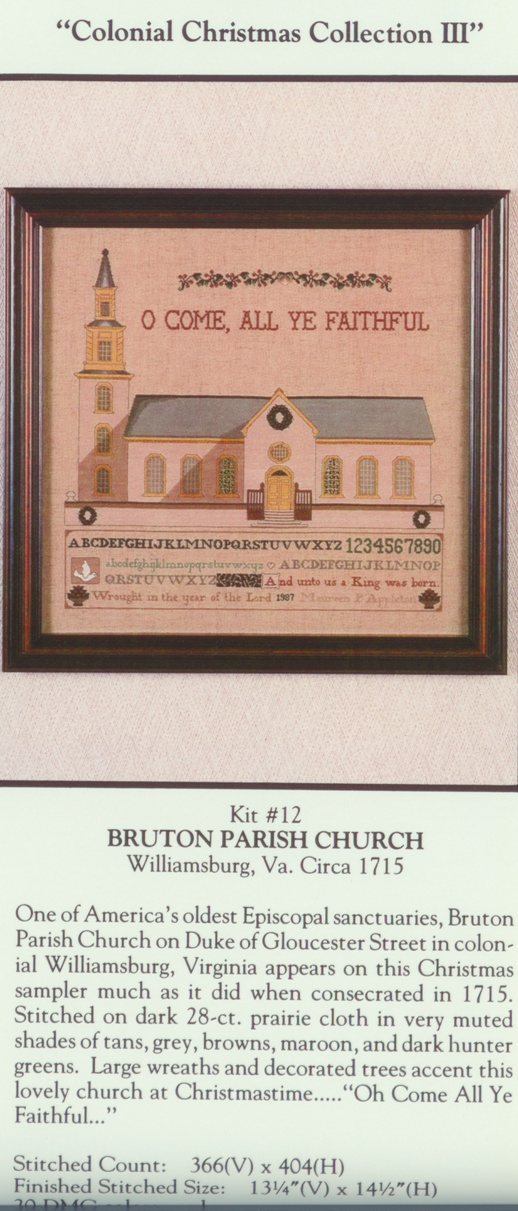 “Colonial Christmas Collection III”
O COME, ALL YE FAITHFUL
ABCDEFGHIJKLMNOPQRSTUVWXYZ 1234567890
abcdefghijklmnopqrstuvwxyz ABCDEFGHIJKLMNOP
QRSTUVWXYZ And unto us a King was born.
Wrought in the year of the Lord 1987 Maureen P Appleton
Kit #12
BRUTON PARISH CHURCH
Williamsburg, Va. Circa 1715
One of America’s oldest Episcopal sanctuaries, Bruton
Parish Church on Duke of Gloucester Street in colon-
ial Williamsburg, Virginia appears on this Christmas
sampler much as it did when consecrated in 1715.
Stitched on dark 28-ct. prairie cloth in very muted
shades of tans, grey, browns, maroon, and dark hunter
greens. Large wreaths and decorated trees accent this
lovely church at Christmastime.....“Oh Come All Ye
Faithful...”
Stitched Count: 366(V) x 404(H)
Finished Stitched Size: 13¼”(V) x 14½”(H)